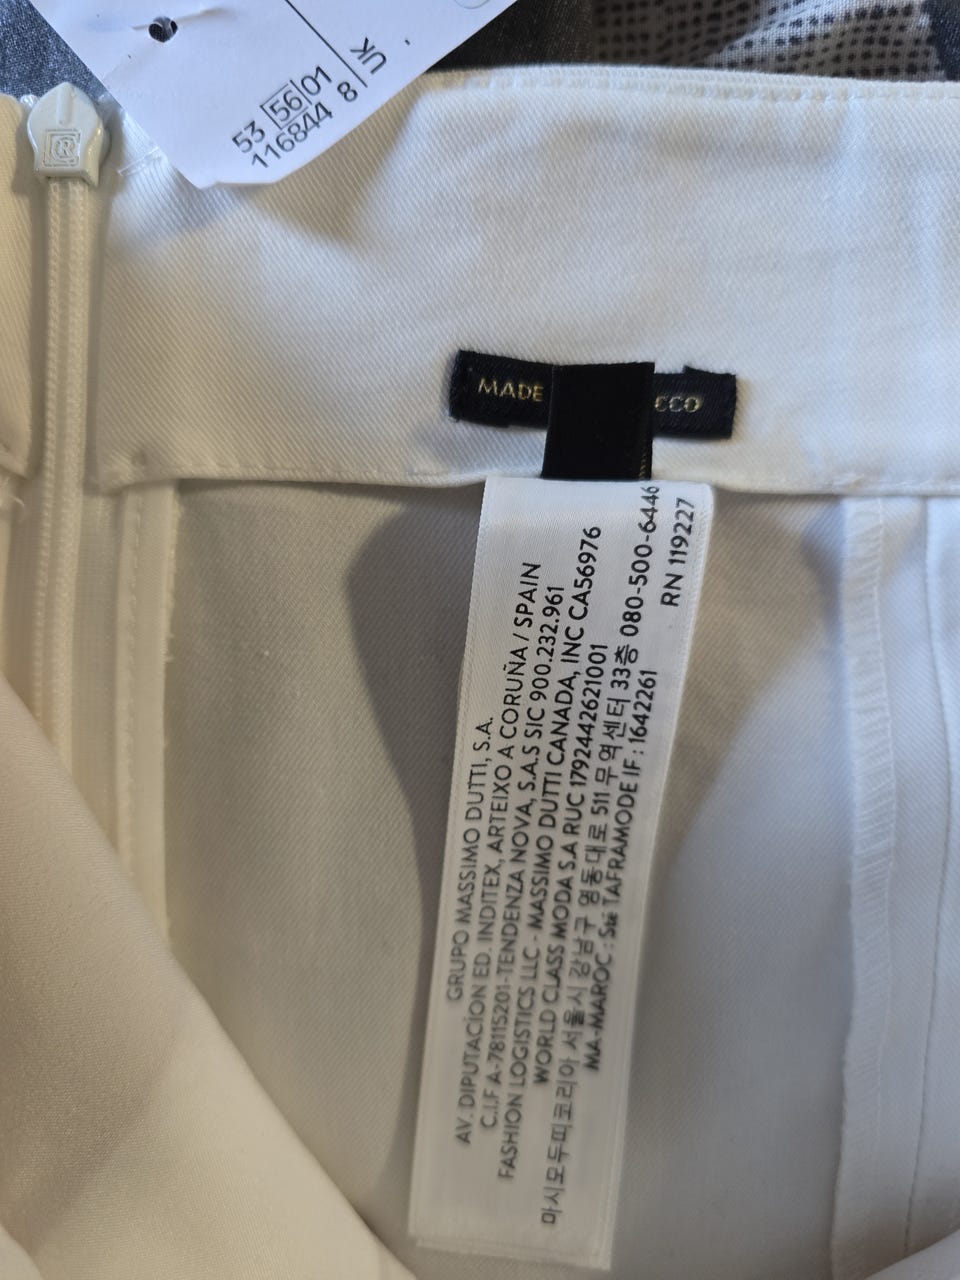 53 56 01
116844 8 UK
MADE
CCO
GRUPO MASSIMO DUTTI, S.A.
AV. DIPUTACÍON ED. INDITEX, ARTEIXO A CORUÑA / SPAIN
C.I.F A-78115201-TENDENZA NOVA, S.A.S SIC 900.232.961
FASHION LOGISTICS LLC - MASSIMO DUTTI CANADA, INC CA56976
WORLD CLASS MODA S.A RUC 1792442621001
마시모두띠코리아 서울시 강남구 영동대로 511 무역센터 33층 080-500-6446
MA-MAROC : Sté TAFRAMODE IF : 1642261
RN 119227